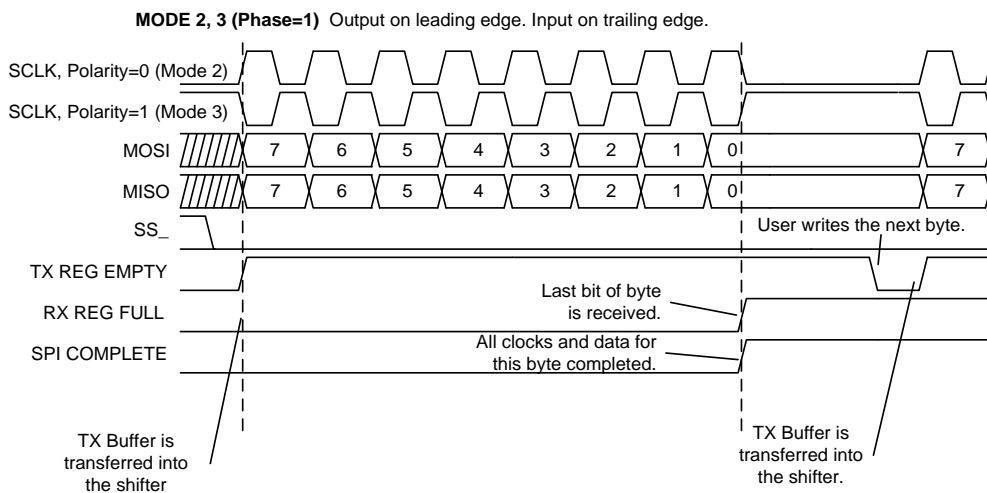 MODE 2, 3 (Phase=1) Output on leading edge. Input on trailing edge.
SCLK, Polarity=0 (Mode 2)
SCLK, Polarity=1 (Mode 3)
MOSI 7 6 5 4 3 2 1 0 7
MISO 7 6 5 4 3 2 1 0 7
SS_
User writes the next byte.
TX REG EMPTY
Last bit of byte
is received.
RX REG FULL
All clocks and data for
this byte completed.
SPI COMPLETE
TX Buffer is
transferred into
the shifter
TX Buffer is
transferred into
the shifter.